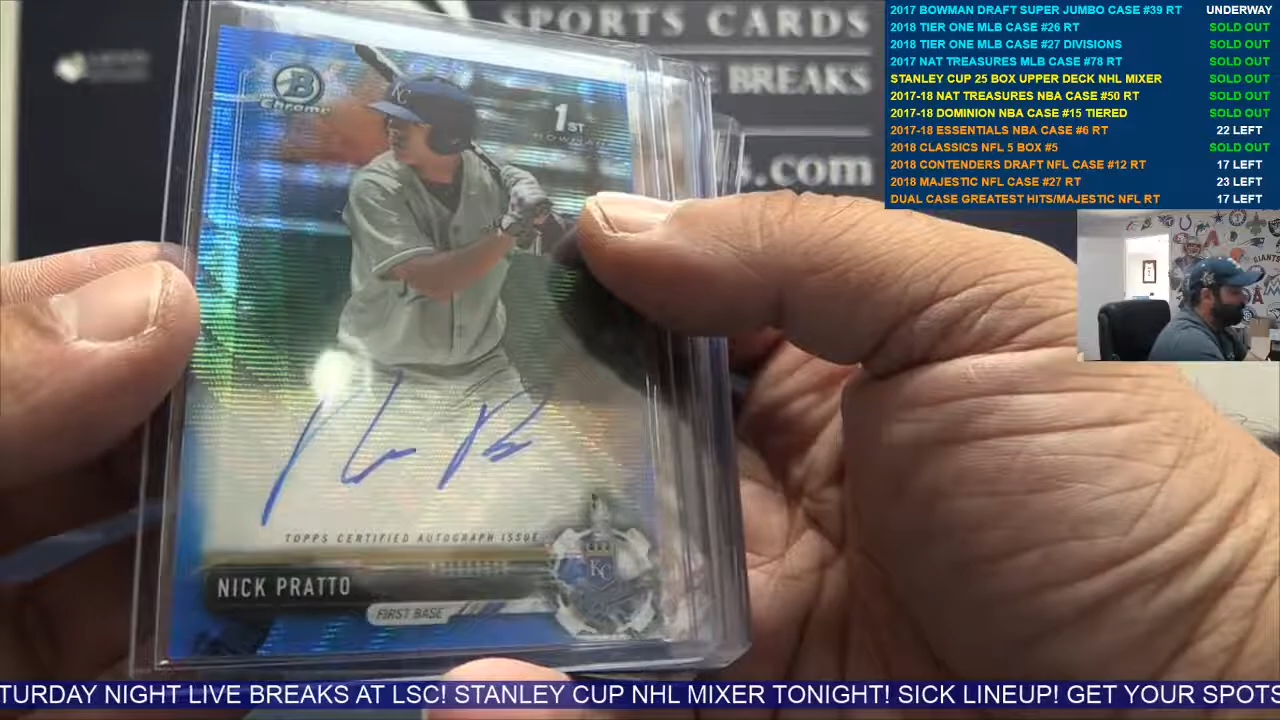 SPORTS CARDS
BREAKS
s.com
B
Chrome
1ST
BOWMAN
KC
TOPPS CERTIFIED AUTOGRAPH ISSUE
NICK PRATTO
FIRST BASE
KC
2017 BOWMAN DRAFT SUPER JUMBO CASE #39 RT UNDERWAY
2018 TIER ONE MLB CASE #26 RT SOLD OUT
2018 TIER ONE MLB CASE #27 DIVISIONS SOLD OUT
2017 NAT TREASURES MLB CASE #78 RT SOLD OUT
STANLEY CUP 25 BOX UPPER DECK NHL MIXER SOLD OUT
2017-18 NAT TREASURES NBA CASE #50 RT SOLD OUT
2017-18 DOMINION NBA CASE #15 TIERED SOLD OUT
2017-18 ESSENTIALS NBA CASE #6 RT 22 LEFT
2018 CLASSICS NFL 5 BOX #5 SOLD OUT
2018 CONTENDERS DRAFT NFL CASE #12 RT 17 LEFT
2018 MAJESTIC NFL CASE #27 RT 23 LEFT
DUAL CASE GREATEST HITS/MAJESTIC NFL RT 17 LEFT
GIANTS
TURDAY NIGHT LIVE BREAKS AT LSC! STANLEY CUP NHL MIXER TONIGHT! SICK LINEUP! GET YOUR SPOTS